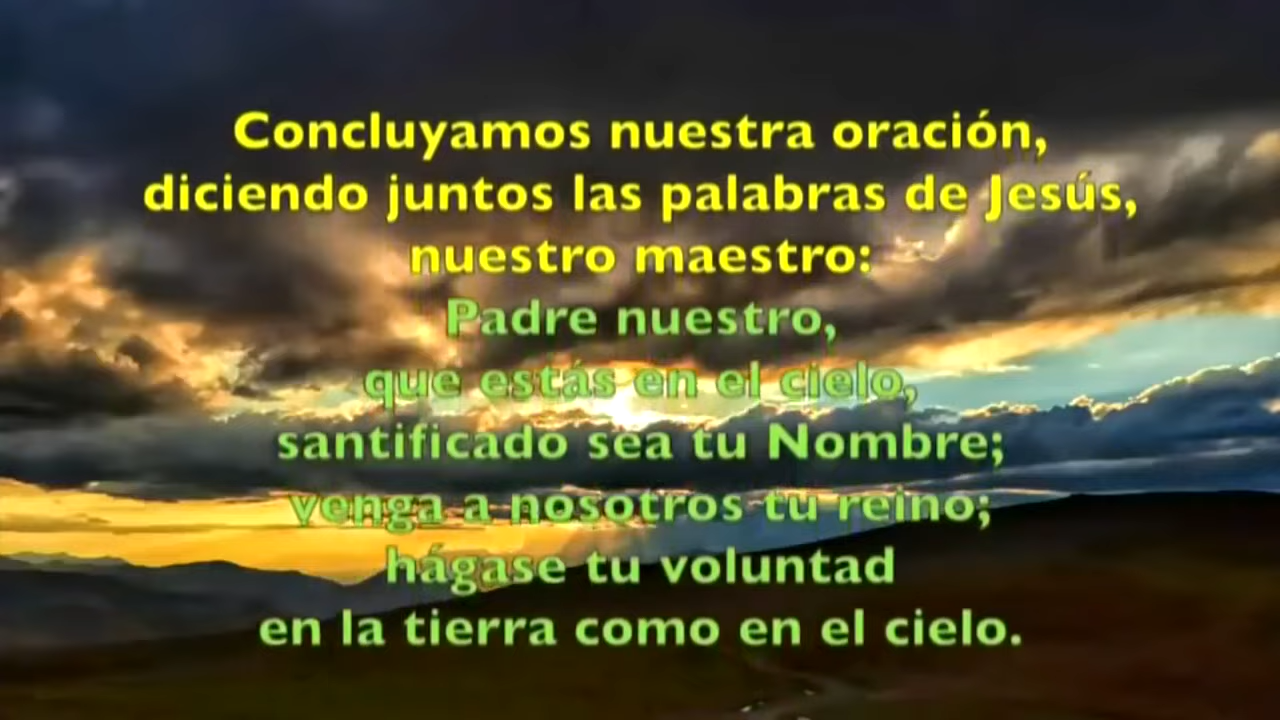 Concluyamos nuestra oración,
diciendo juntos las palabras de Jesús,
nuestro maestro:
Padre nuestro,
que estás en el cielo,
santificado sea tu Nombre;
venga a nosotros tu reino;
hágase tu voluntad
en la tierra como en el cielo.